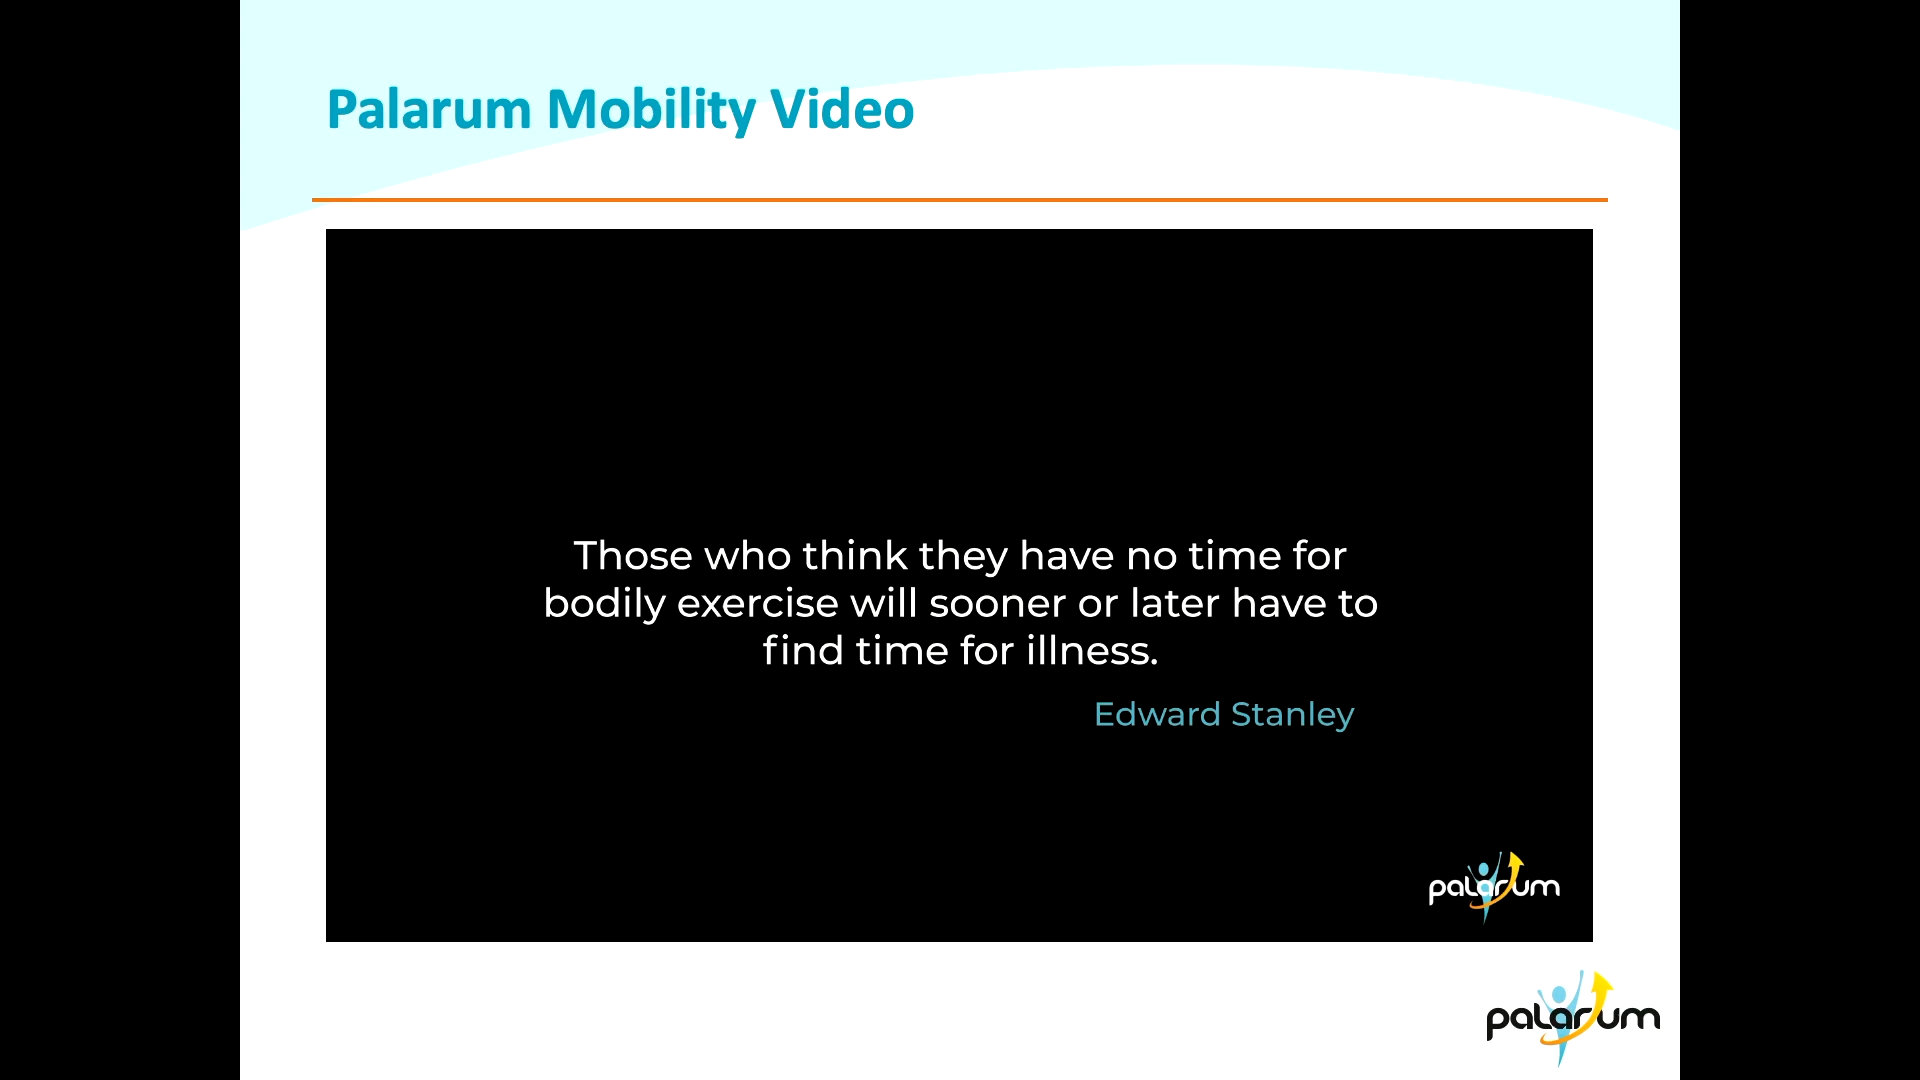 Palarum Mobility Video
Those who think they have no time for
bodily exercise will sooner or later have to
find time for illness.
Edward Stanley
palarum
palarum